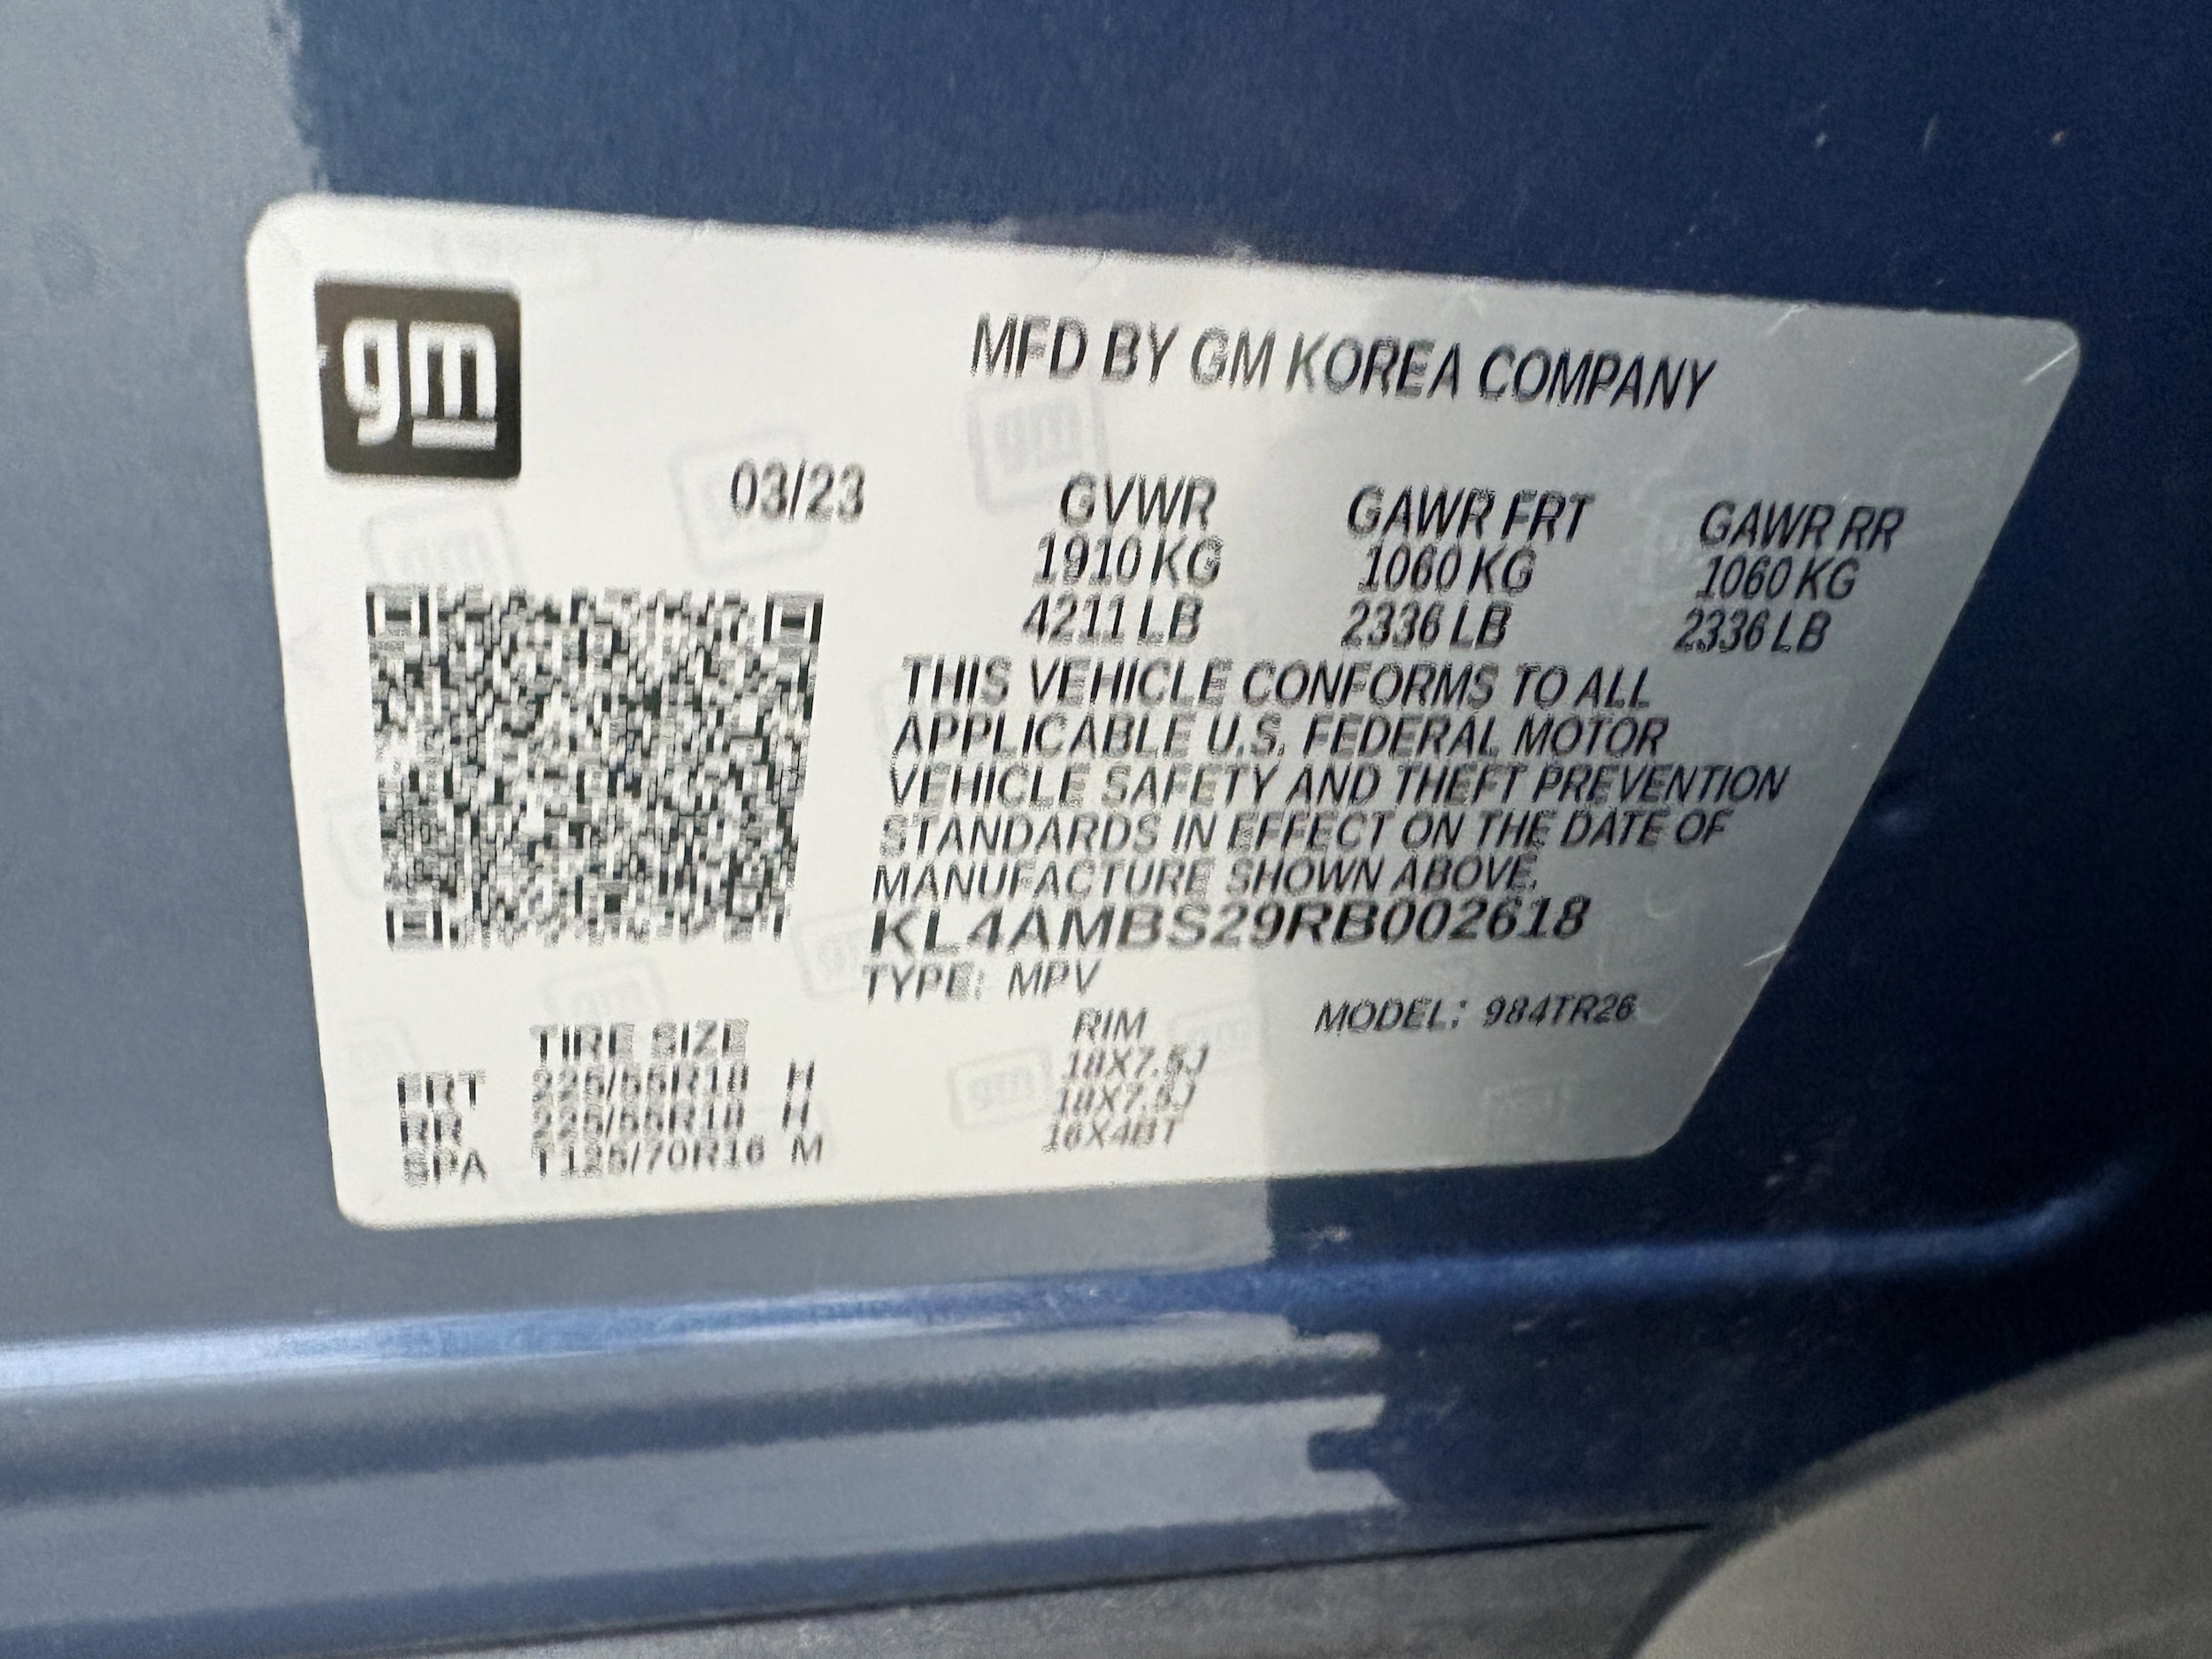 gm
MFD BY GM KOREA COMPANY
03/23 GVWR GAWR FRT GAWR RR
1910 KG 1060 KG 1060 KG
4211 LB 2336 LB 2336 LB
THIS VEHICLE CONFORMS TO ALL
APPLICABLE U.S. FEDERAL MOTOR
VEHICLE SAFETY AND THEFT PREVENTION
STANDARDS IN EFFECT ON THE DATE OF
MANUFACTURE SHOWN ABOVE.
KL4AMBS29RB002618
TYPE: MPV MODEL: 984TR26
TIRE SIZE RIM
FRT 225/55R18 H 18X7.5J
RR 225/55R18 H 18X7.5J
SPA T125/70R16 M 16X4BT